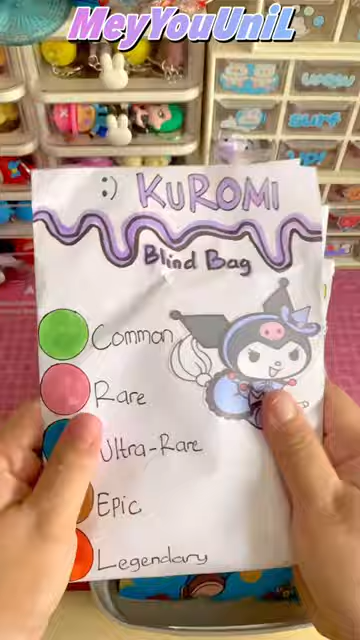 MeyYouUniL
:) KUROMI
Blind Bag
Common
Rare
Ultra-Rare
Epic
Legendary